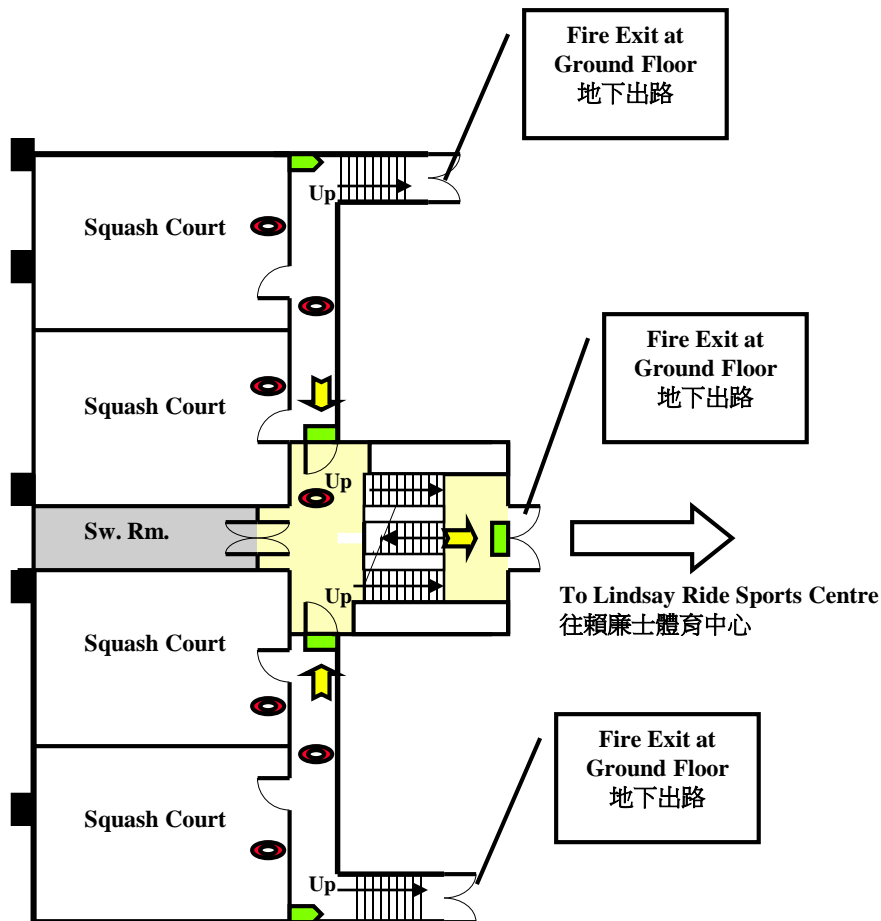 Fire Exit at
Ground Floor
地下出路
Up
Squash Court
Fire Exit at
Ground Floor
地下出路
Squash Court
Up
Sw. Rm.
To Lindsay Ride Sports Centre
往賴廉士體育中心
Up
Squash Court
Fire Exit at
Ground Floor
地下出路
Squash Court
Up